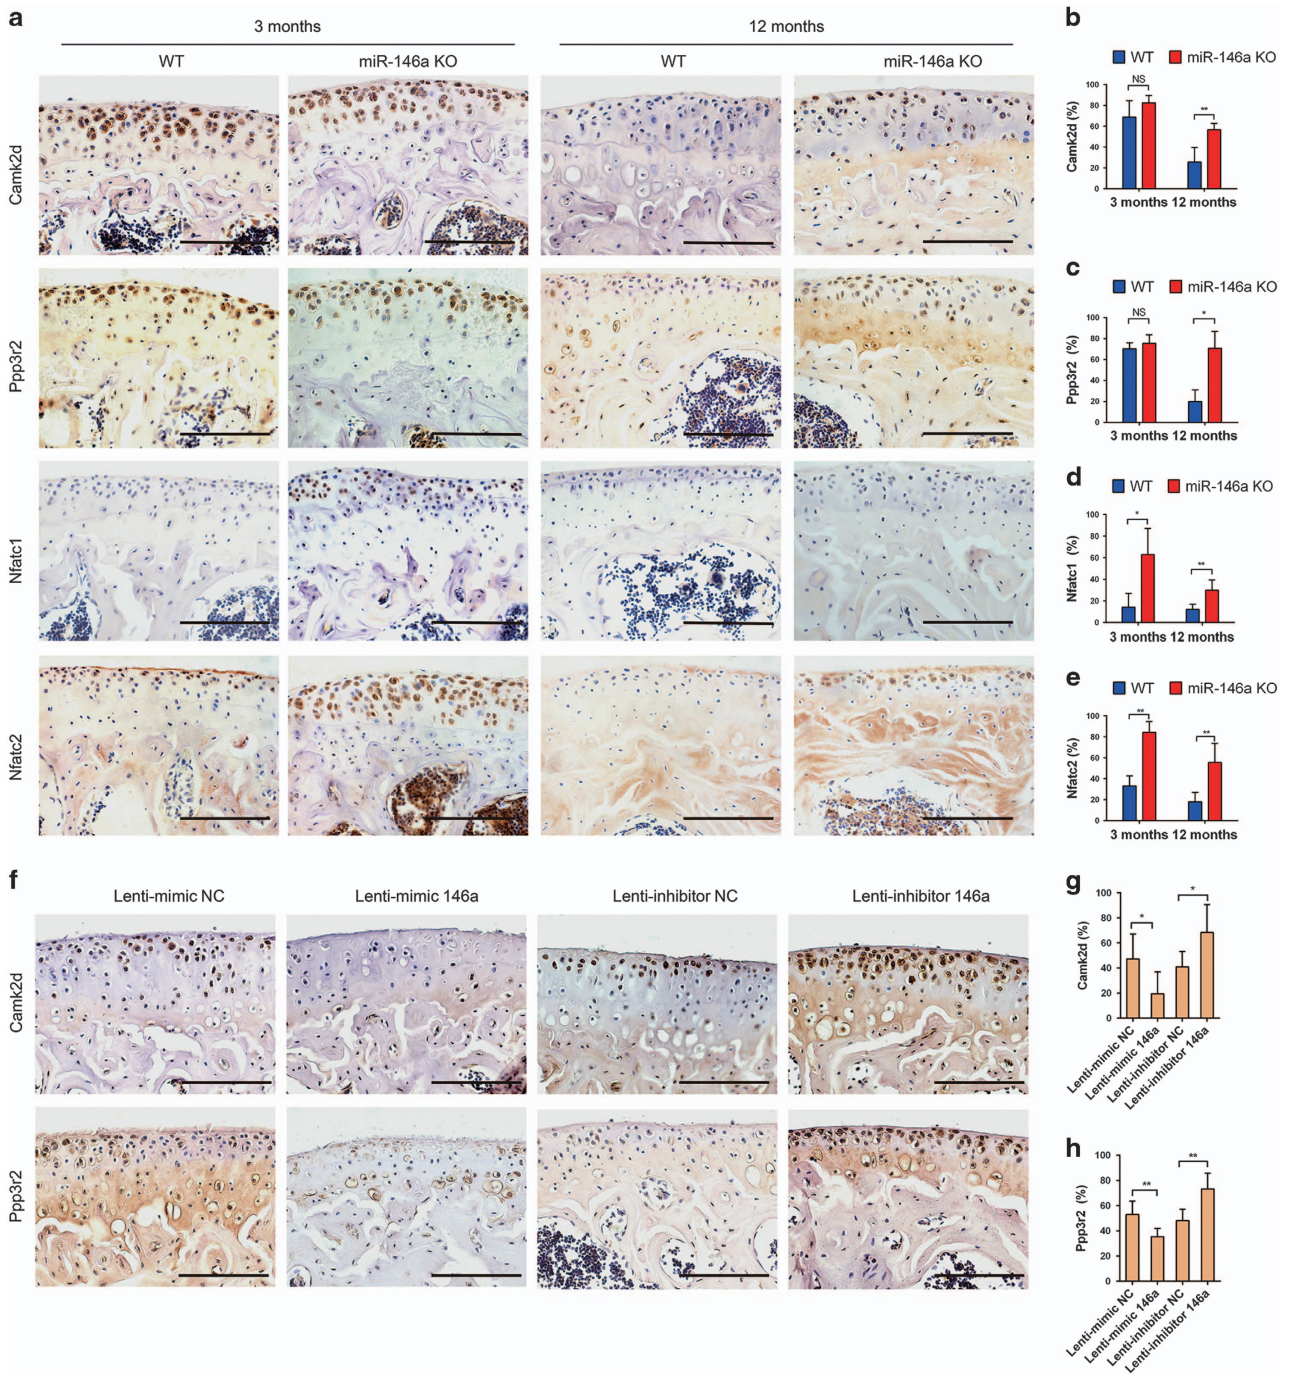 a
3 months
12 months
WT
miR-146a KO
WT
miR-146a KO
Camk2d
Ppp3r2
Nfatc1
Nfatc2
b
WT
miR-146a KO
Camk2d (%)
100
80
60
40
20
0
NS
**
3 months
12 months
c
WT
miR-146a KO
Ppp3r2 (%)
100
80
60
40
20
0
NS
*
3 months
12 months
d
WT
miR-146a KO
Nfatc1 (%)
100
80
60
40
20
0
*
**
3 months
12 months
e
WT
miR-146a KO
Nfatc2 (%)
100
80
60
40
20
0
**
**
3 months
12 months
f
Lenti-mimic NC
Lenti-mimic 146a
Lenti-inhibitor NC
Lenti-inhibitor 146a
Camk2d
Ppp3r2
g
Camk2d (%)
100
80
60
40
20
0
*
*
Lenti-mimic NC
Lenti-mimic 146a
Lenti-inhibitor NC
Lenti-inhibitor 146a
h
Ppp3r2 (%)
100
80
60
40
20
0
**
**
Lenti-mimic NC
Lenti-mimic 146a
Lenti-inhibitor NC
Lenti-inhibitor 146a